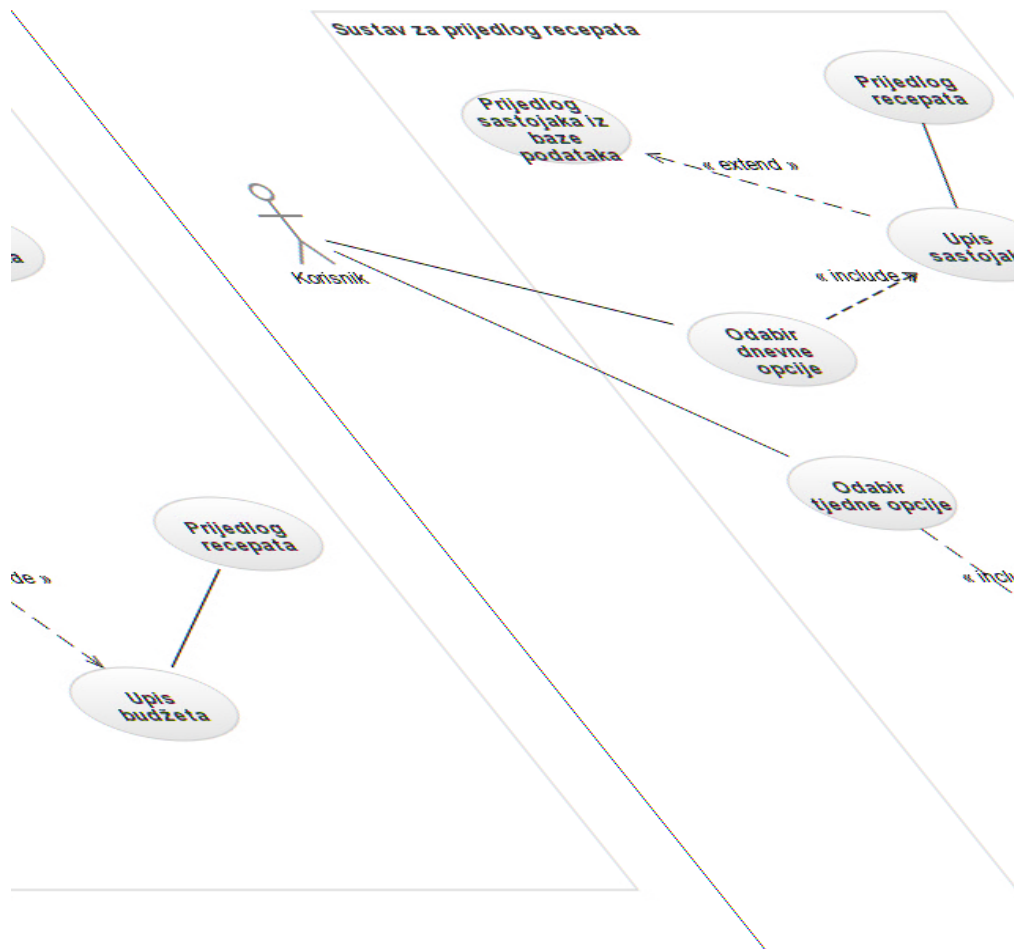 Sustav za prijedlog recepata
Prijedlog
recepata
Prijedlog
sastojaka iz
baze
podataka
« extend »
Korisnik
Upis
« include »
Odabir
dnevne
opcije
Odabir
tjedne opcije
Prijedlog
recepata
Upis
budžeta